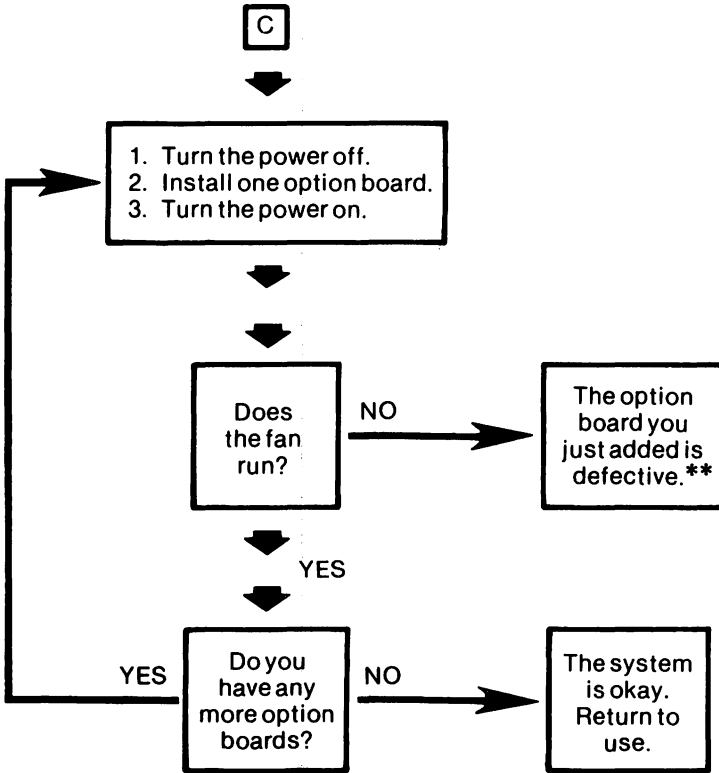 C
1. Turn the power off.
2. Install one option board.
3. Turn the power on.
Does
the fan
run?
NO
The option
board you
just added is
defective.**
YES
Do you
have any
more option
boards?
YES
NO
The system
is okay.
Return to
use.